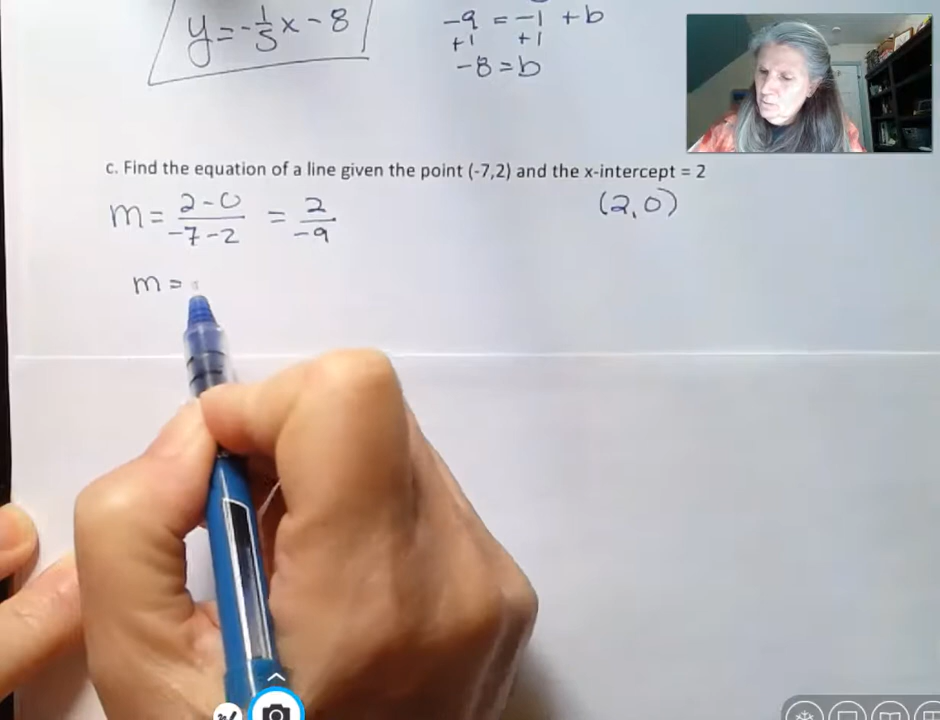 y = -1/5 x - 8
-9 = -1 + b
+1 +1
-8 = b
c. Find the equation of a line given the point (-7,2) and the x-intercept = 2
(2,0)
m = 2-0/-7-2 = 2/-9
m =